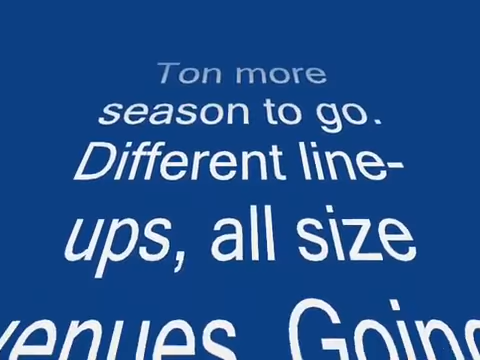 Ton more
season to go.
Different line-
ups, all size
venues. Going